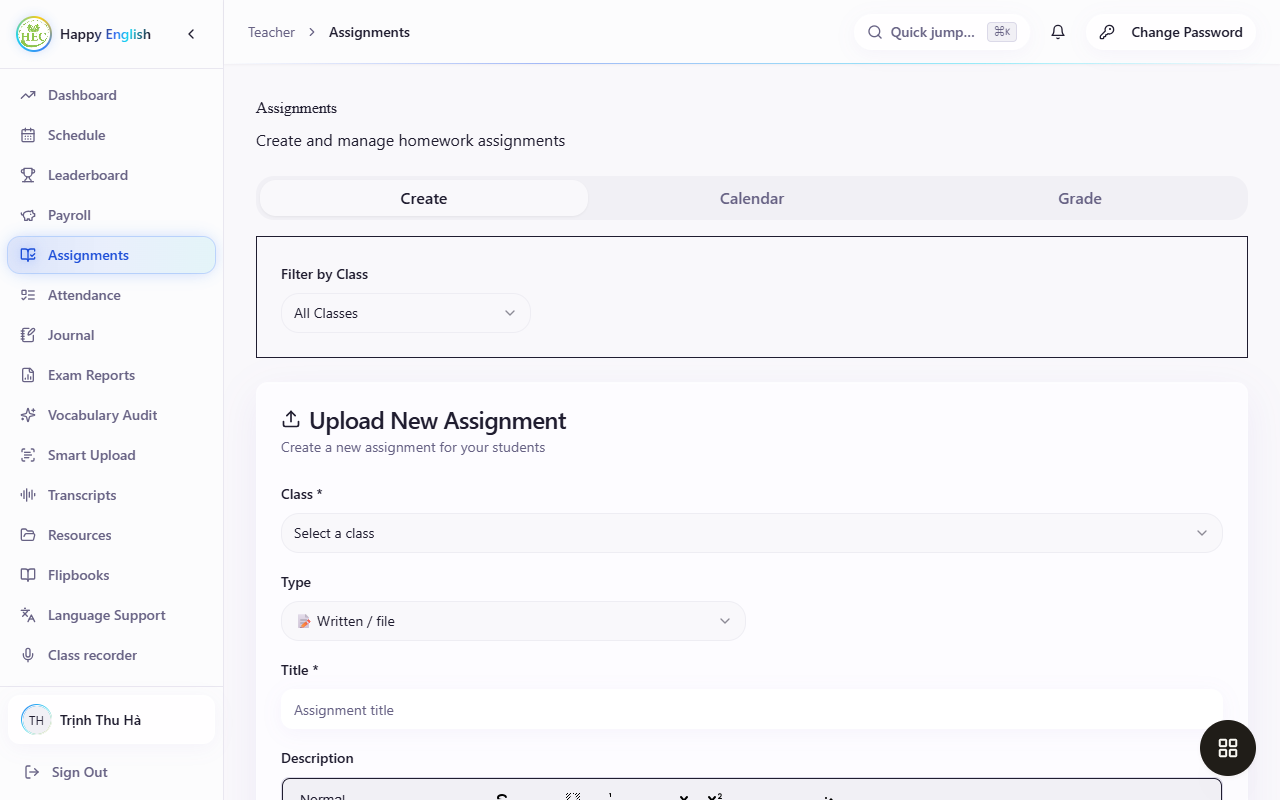 HEC
Happy English
Teacher
Assignments
Quick jump...
⌘K
Change Password
Dashboard
Schedule
Leaderboard
Payroll
Assignments
Attendance
Journal
Exam Reports
Vocabulary Audit
Smart Upload
Transcripts
Resources
Flipbooks
Language Support
Class recorder
TH
Trịnh Thu Hà
Sign Out
Assignments
Create and manage homework assignments
Create
Calendar
Grade
Filter by Class
All Classes
Upload New Assignment
Create a new assignment for your students
Class *
Select a class
Type
Written / file
Title *
Assignment title
Description
Normal